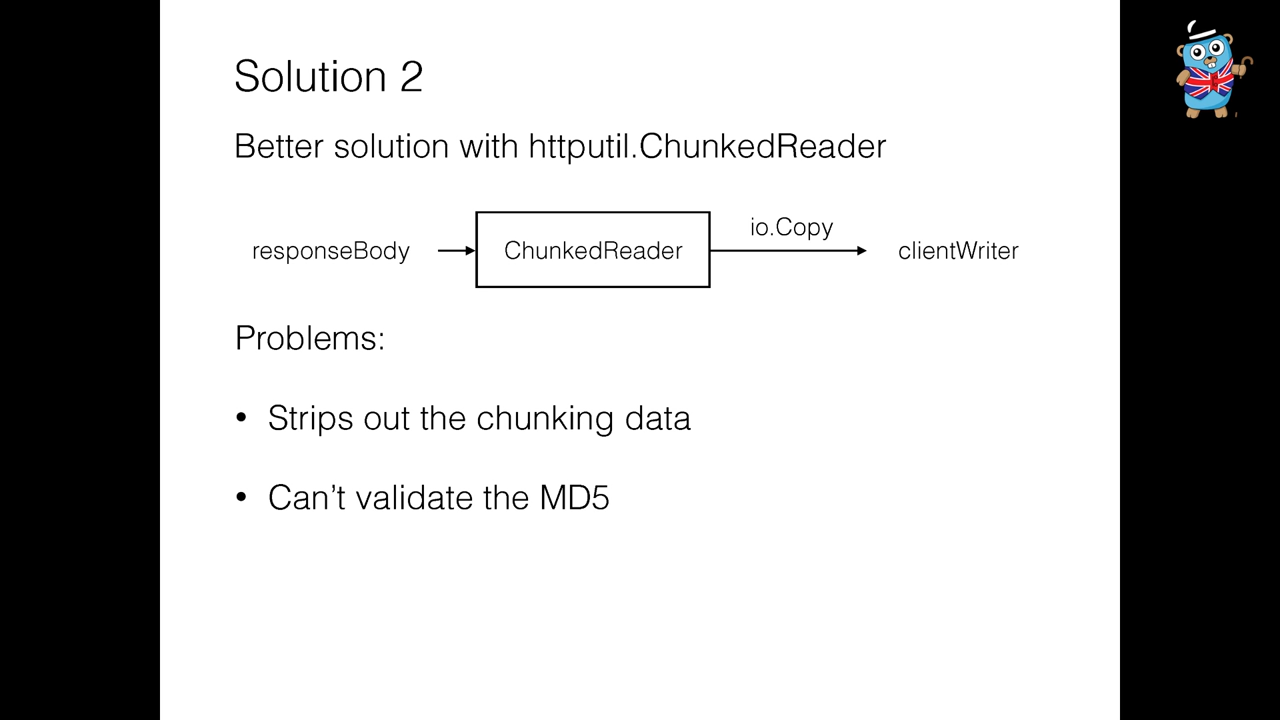 Solution 2
Better solution with httputil.ChunkedReader
io.Copy
responseBody
ChunkedReader
clientWriter
Problems:
• Strips out the chunking data
• Can’t validate the MD5